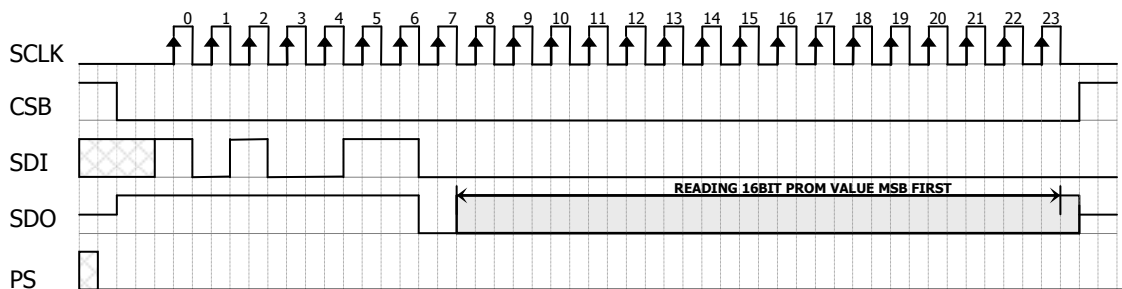 0 1 2 3 4 5 6 7 8 9 10 11 12 13 14 15 16 17 18 19 20 21 22 23
SCLK
CSB
SDI
READING 16BIT PROM VALUE MSB FIRST
SDO
PS